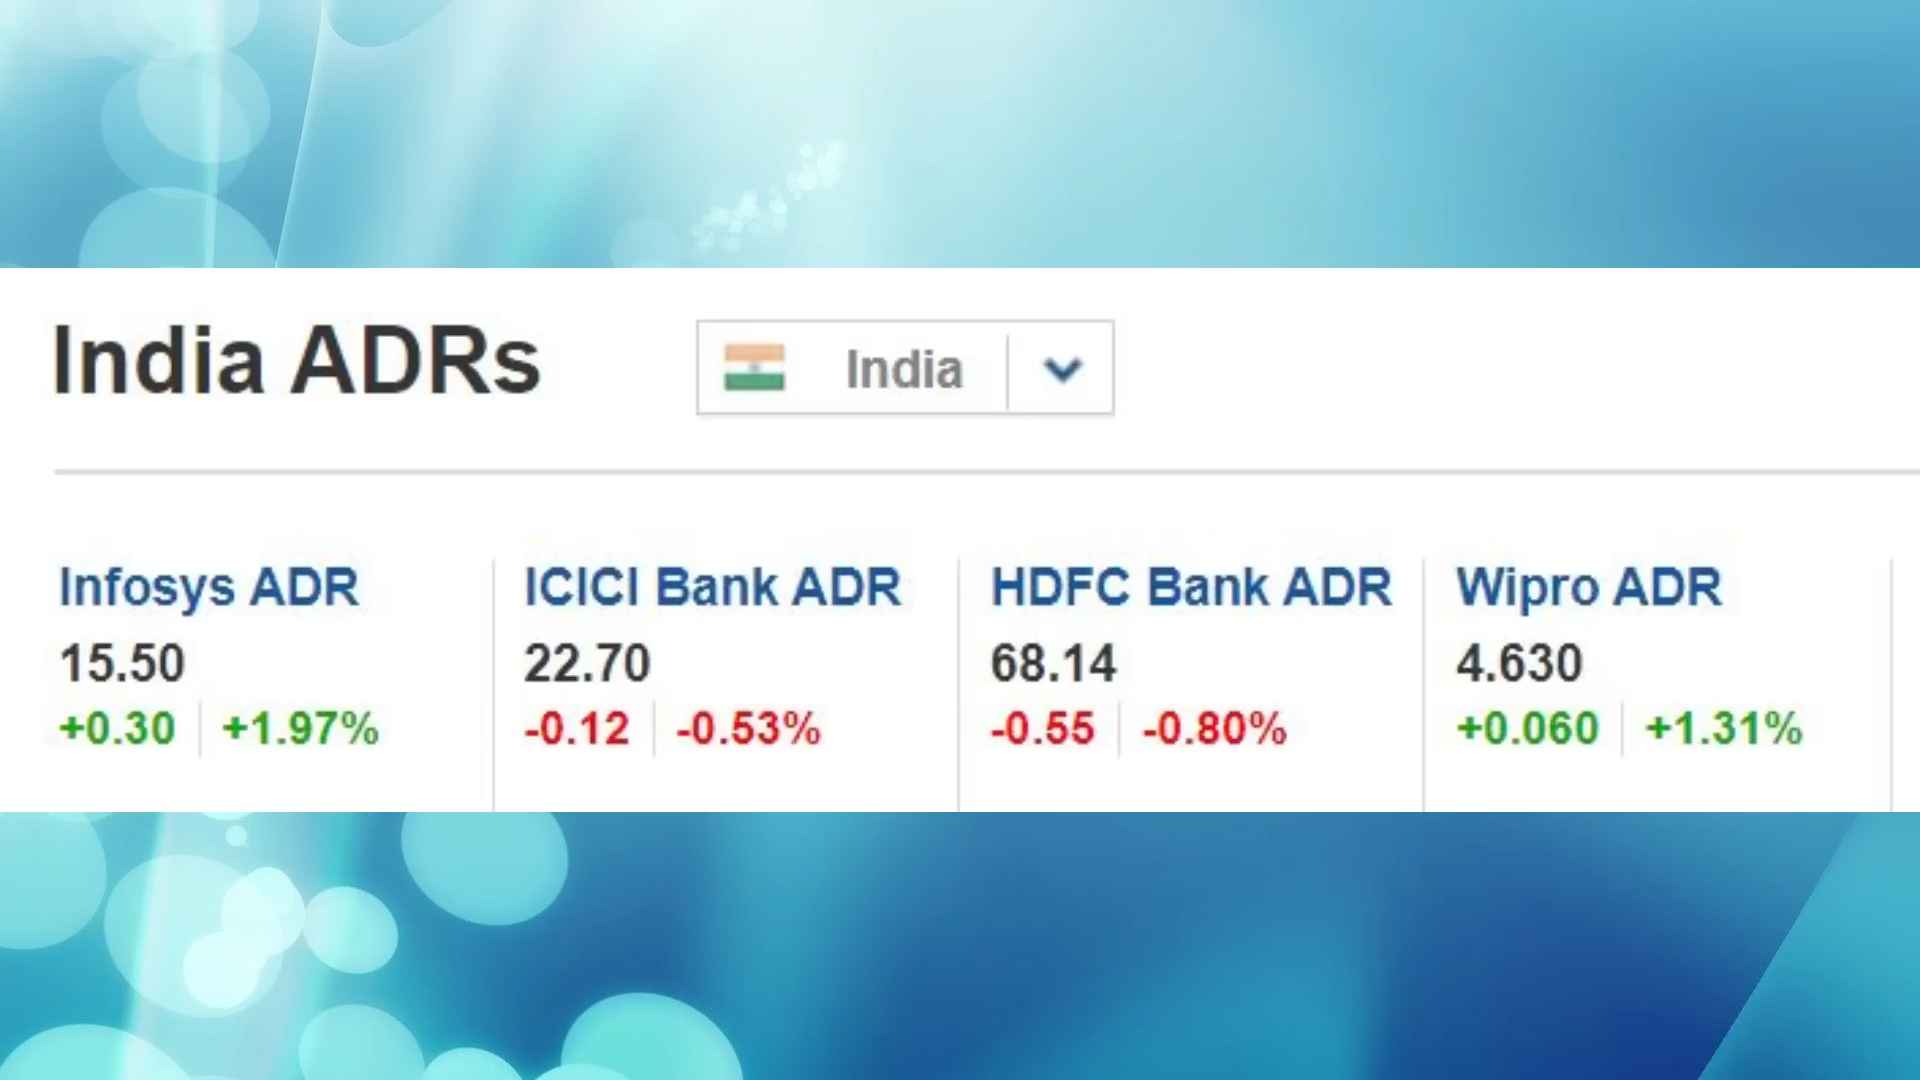 India ADRs
India
Infosys ADR
15.50
+0.30 +1.97%
ICICI Bank ADR
22.70
-0.12 -0.53%
HDFC Bank ADR
68.14
-0.55 -0.80%
Wipro ADR
4.630
+0.060 +1.31%